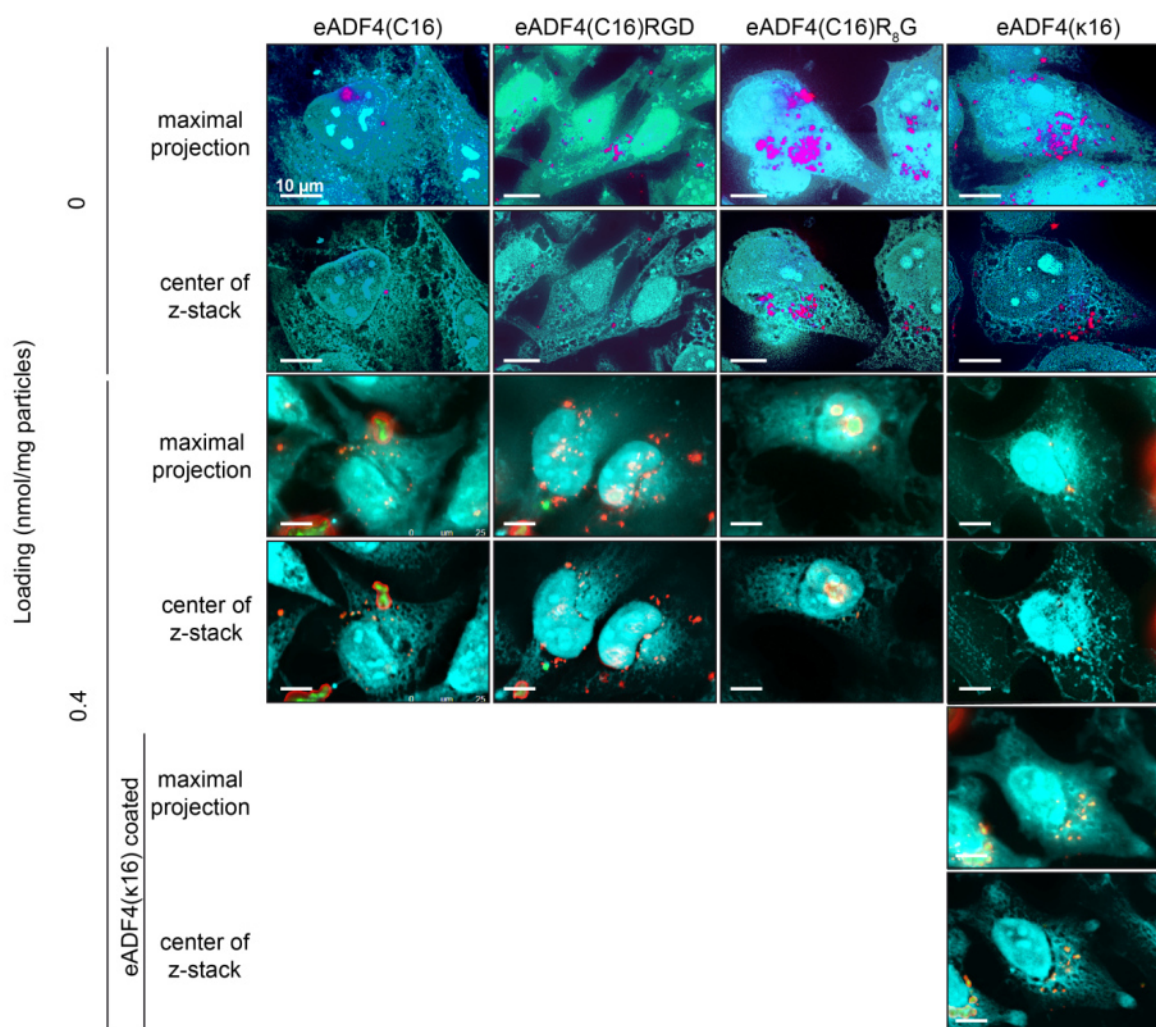 eADF4(C16) eADF4(C16)RGD eADF4(C16)R₈G eADF4(κ16)
Loading (nmol/mg particles)
0
maximal
projection
10 µm
center of
z-stack
0.4
maximal
projection
0 um 25
center of
z-stack
0 um 25
eADF4(κ16) coated
maximal
projection
center of
z-stack